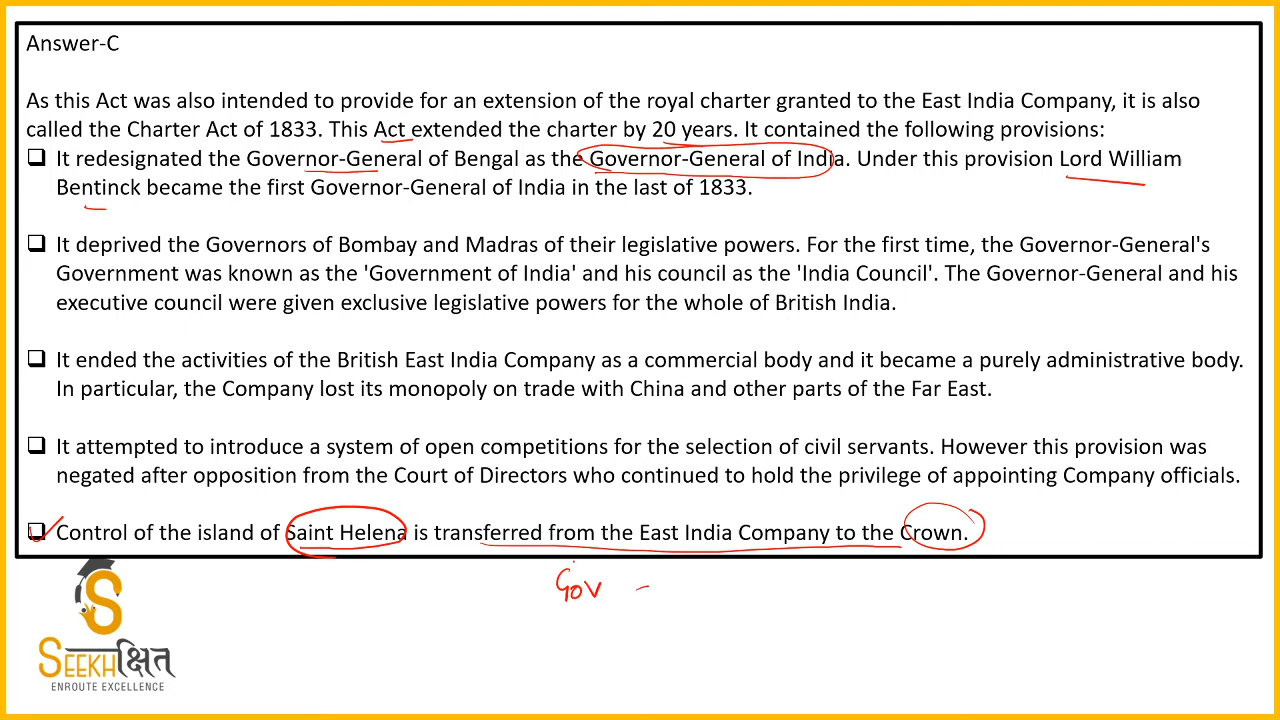 Answer-C
As this Act was also intended to provide for an extension of the royal charter granted to the East India Company, it is also
called the Charter Act of 1833. This Act extended the charter by 20 years. It contained the following provisions:
It redesignated the Governor-General of Bengal as the Governor-General of India. Under this provision Lord William
Bentinck became the first Governor-General of India in the last of 1833.
It deprived the Governors of Bombay and Madras of their legislative powers. For the first time, the Governor-General's
Government was known as the 'Government of India' and his council as the 'India Council'. The Governor-General and his
executive council were given exclusive legislative powers for the whole of British India.
It ended the activities of the British East India Company as a commercial body and it became a purely administrative body.
In particular, the Company lost its monopoly on trade with China and other parts of the Far East.
It attempted to introduce a system of open competitions for the selection of civil servants. However this provision was
negated after opposition from the Court of Directors who continued to hold the privilege of appointing Company officials.
Control of the island of Saint Helena is transferred from the East India Company to the Crown.
Gov -
SEEKHक्षित
ENROUTE EXCELLENCE